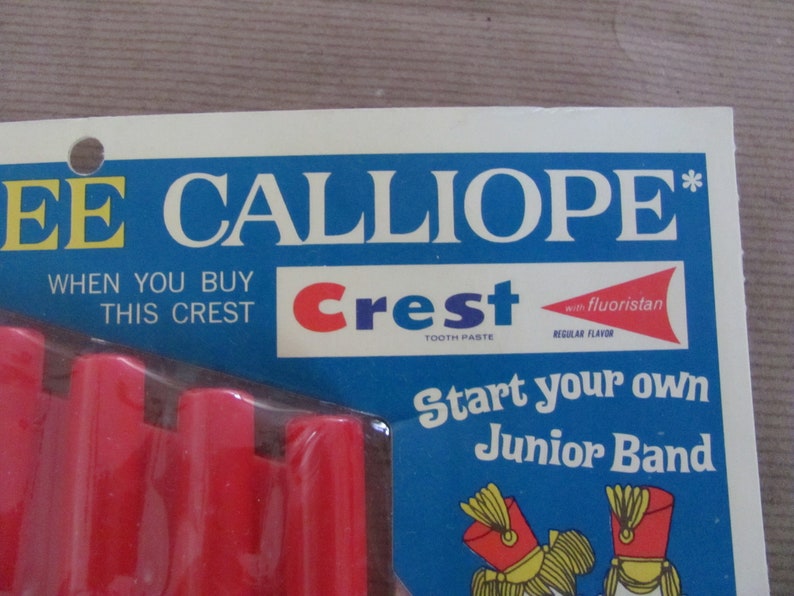 EE CALLIOPE*
WHEN YOU BUY
THIS CREST
Crest
TOOTH PASTE
with fluoristan
REGULAR FLAVOR
Start your own
Junior Band